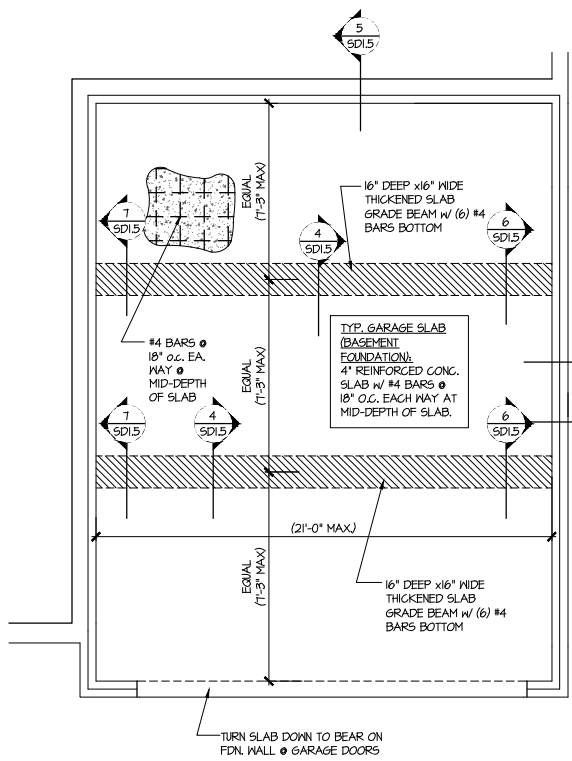 5
SD1.5
EQUAL
(7'-3" MAX)
16" DEEP x16" WIDE
THICKENED SLAB
GRADE BEAM W/ (6) #4
BARS BOTTOM
7
SD1.5
4
SD1.5
6
SD1.5
#4 BARS @
18" O.C. EA.
WAY @
MID-DEPTH
OF SLAB
EQUAL
(7'-3" MAX)
TYP. GARAGE SLAB
(BASEMENT
FOUNDATION):
4" REINFORCED CONC.
SLAB W/ #4 BARS @
18" O.C. EACH WAY AT
MID-DEPTH OF SLAB.
7
SD1.5
4
SD1.5
6
SD1.5
(21'-0" MAX.)
EQUAL
(7'-3" MAX)
16" DEEP x16" WIDE
THICKENED SLAB
GRADE BEAM W/ (6) #4
BARS BOTTOM
TURN SLAB DOWN TO BEAR ON
FDN. WALL @ GARAGE DOORS